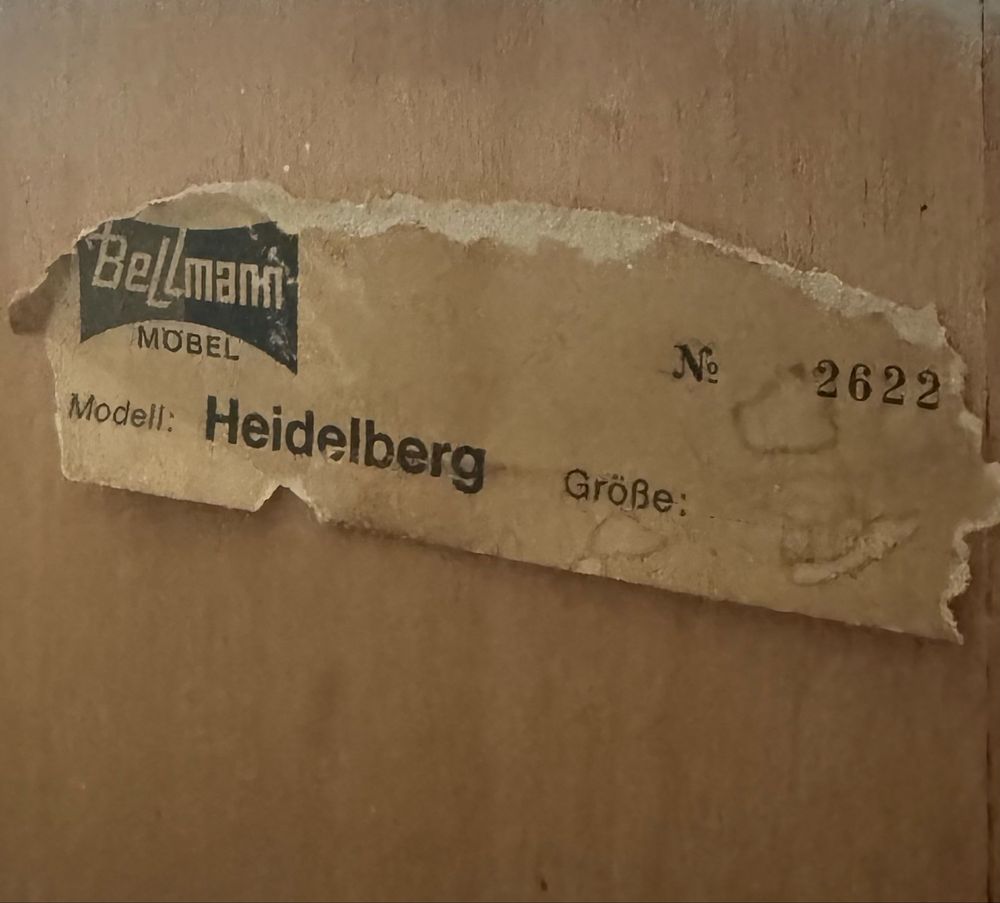 Bellmann
MÖBEL
№ 2622
Modell: Heidelberg
Größe: